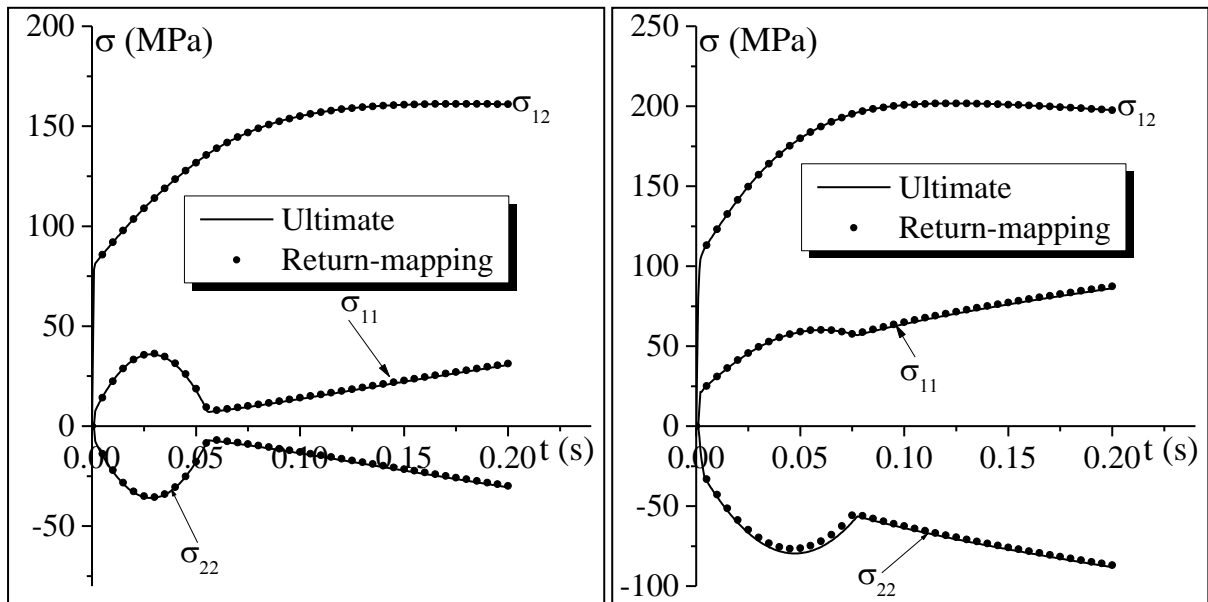 200
150
100
50
0
-50
σ (MPa)
σ₁₂
Ultimate
Return-mapping
σ₁₁
0.00 0.05 0.10 0.15 0.20 t (s)
σ₂₂
250
200
150
100
50
0
-50
-100
σ (MPa)
σ₁₂
Ultimate
Return-mapping
σ₁₁
0.00 0.05 0.10 0.15 0.20 t (s)
σ₂₂